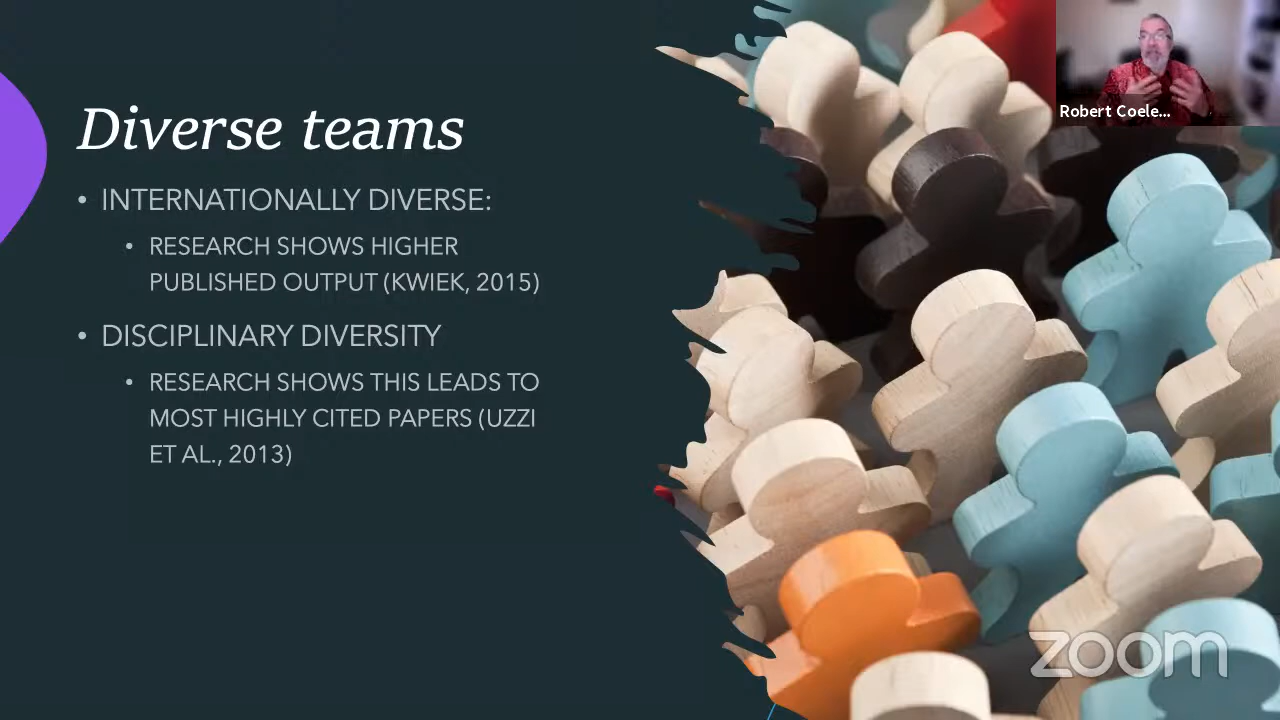 Diverse teams
• INTERNATIONALLY DIVERSE:
• RESEARCH SHOWS HIGHER
PUBLISHED OUTPUT (KWIEK, 2015)
• DISCIPLINARY DIVERSITY
• RESEARCH SHOWS THIS LEADS TO
MOST HIGHLY CITED PAPERS (UZZI
ET AL., 2013)
Robert Coele...
zoom